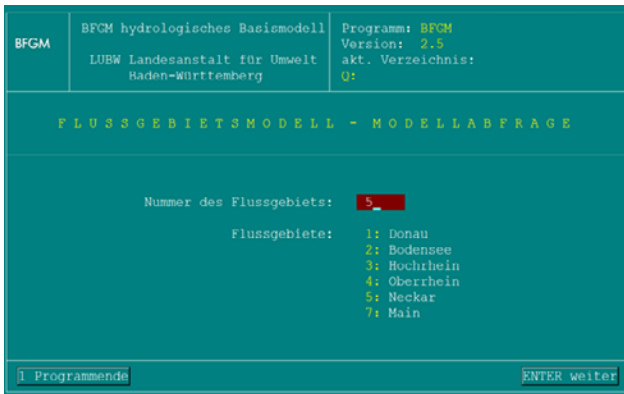 BFGM
BFGM hydrologisches Basismodell
LUBW Landesanstalt für Umwelt
Baden-Württemberg
Programm: BFGM
Version: 2.5
akt. Verzeichnis:
Q:
FLUSSGEBIETSMODELL - MODELLABFRAGE
Nummer des Flussgebiets: 5_
Flussgebiete: 1: Donau
2: Bodensee
3: Hochrhein
4: Oberrhein
5: Neckar
7: Main
1 Programmende
ENTER weiter